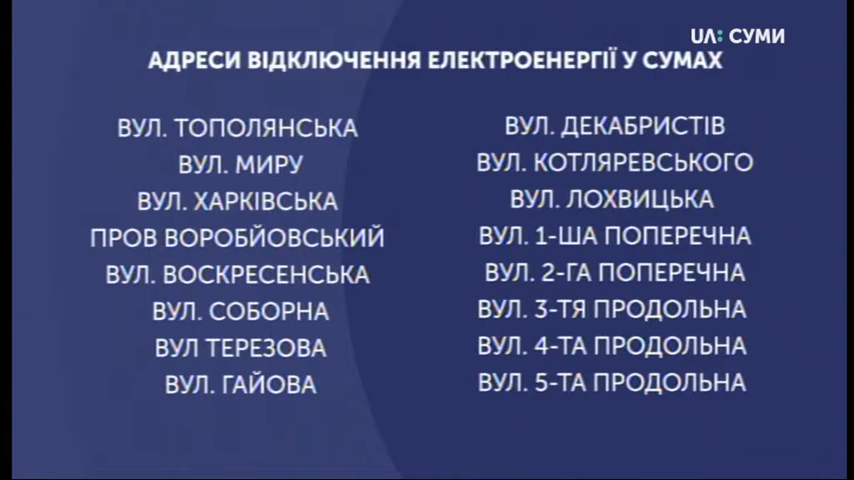 UA: СУМИ
АДРЕСИ ВІДКЛЮЧЕННЯ ЕЛЕКТРОЕНЕРГІЇ У СУМАХ
ВУЛ. ТОПОЛЯНСЬКА
ВУЛ. МИРУ
ВУЛ. ХАРКІВСЬКА
ПРОВ ВОРОБЙОВСЬКИЙ
ВУЛ. ВОСКРЕСЕНСЬКА
ВУЛ. СОБОРНА
ВУЛ ТЕРЕЗОВА
ВУЛ. ГАЙОВА
ВУЛ. ДЕКАБРИСТІВ
ВУЛ. КОТЛЯРЕВСЬКОГО
ВУЛ. ЛОХВИЦЬКА
ВУЛ. 1-ША ПОПЕРЕЧНА
ВУЛ. 2-ГА ПОПЕРЕЧНА
ВУЛ. 3-ТЯ ПРОДОЛЬНА
ВУЛ. 4-ТА ПРОДОЛЬНА
ВУЛ. 5-ТА ПРОДОЛЬНА